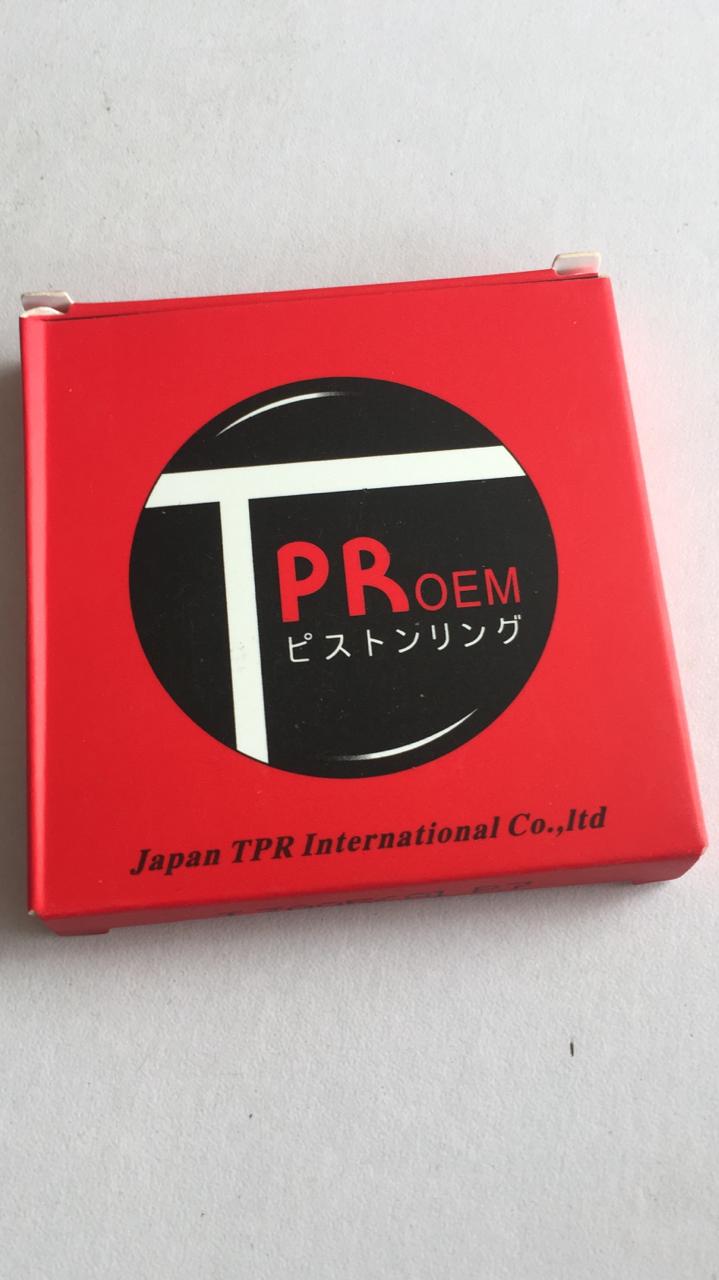 TPROEM
ピストンリング
Japan TPR International Co.,ltd